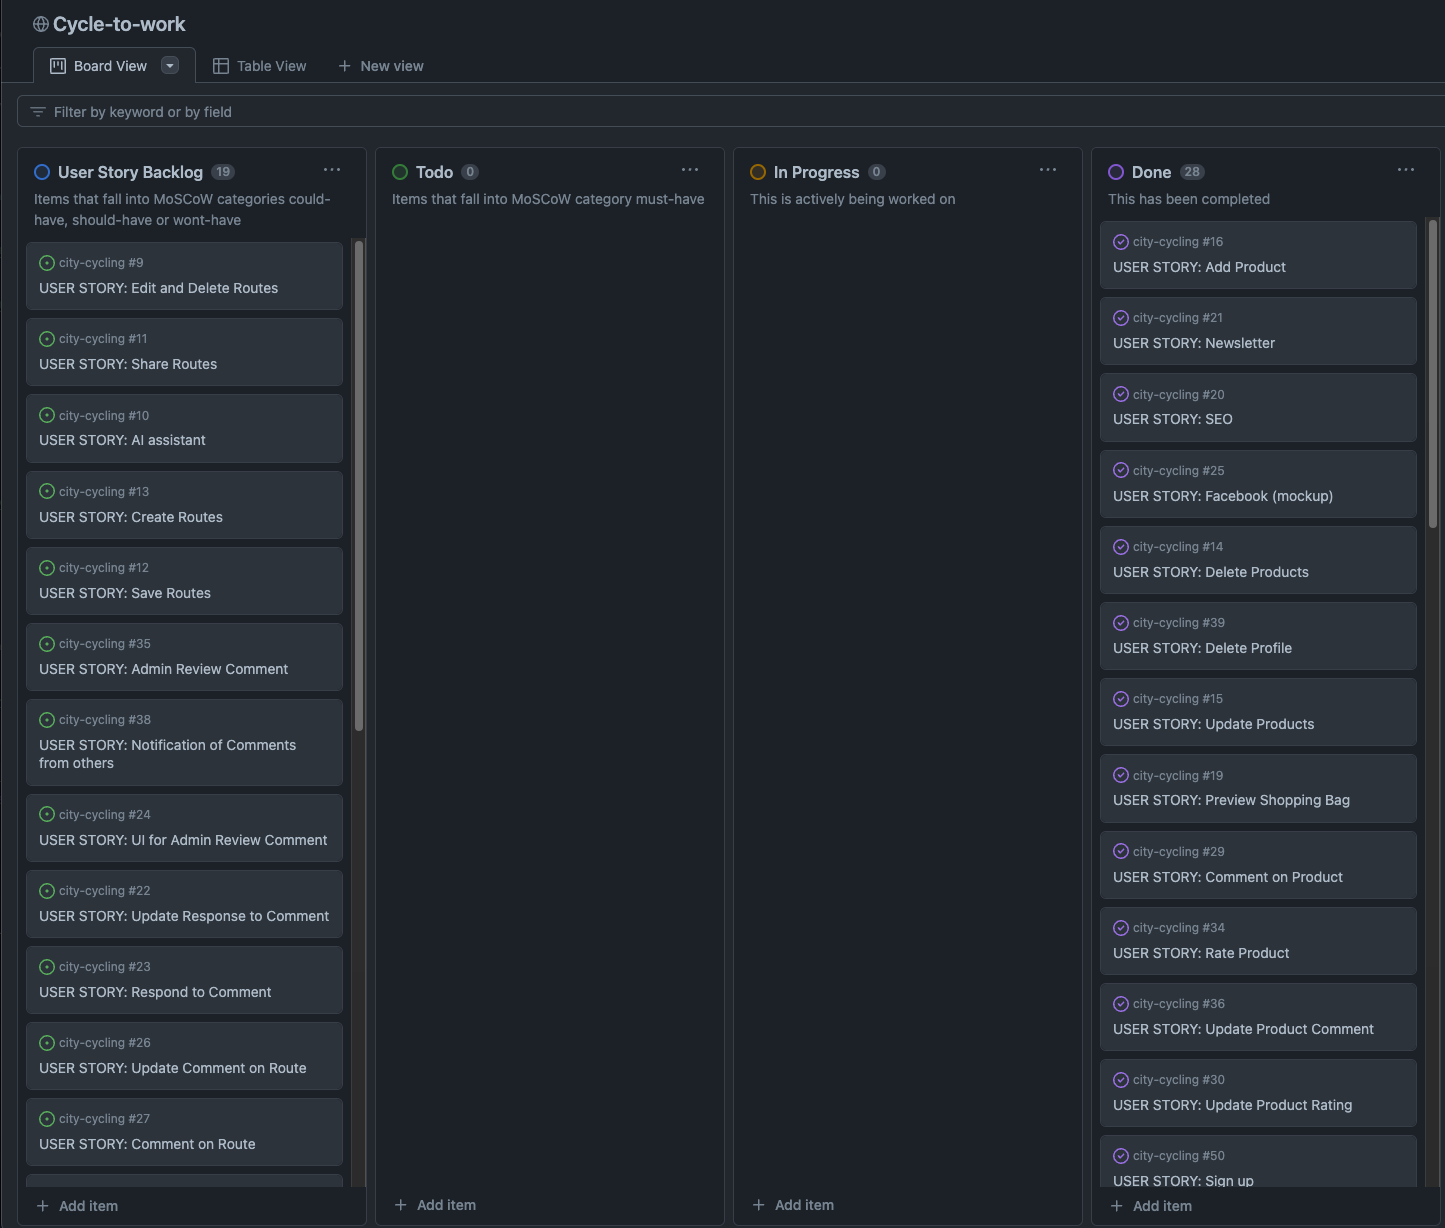 Cycle-to-work
Board View
Table View
New view
Filter by keyword or by field
User Story Backlog 19
Items that fall into MoSCoW categories could-
have, should-have or wont-have
city-cycling #9
USER STORY: Edit and Delete Routes
city-cycling #11
USER STORY: Share Routes
city-cycling #10
USER STORY: AI assistant
city-cycling #13
USER STORY: Create Routes
city-cycling #12
USER STORY: Save Routes
city-cycling #35
USER STORY: Admin Review Comment
city-cycling #38
USER STORY: Notification of Comments
from others
city-cycling #24
USER STORY: UI for Admin Review Comment
city-cycling #22
USER STORY: Update Response to Comment
city-cycling #23
USER STORY: Respond to Comment
city-cycling #26
USER STORY: Update Comment on Route
city-cycling #27
USER STORY: Comment on Route
Add item
Todo 0
Items that fall into MoSCoW category must-have
Add item
In Progress 0
This is actively being worked on
Add item
Done 28
This has been completed
city-cycling #16
USER STORY: Add Product
city-cycling #21
USER STORY: Newsletter
city-cycling #20
USER STORY: SEO
city-cycling #25
USER STORY: Facebook (mockup)
city-cycling #14
USER STORY: Delete Products
city-cycling #39
USER STORY: Delete Profile
city-cycling #15
USER STORY: Update Products
city-cycling #19
USER STORY: Preview Shopping Bag
city-cycling #29
USER STORY: Comment on Product
city-cycling #34
USER STORY: Rate Product
city-cycling #36
USER STORY: Update Product Comment
city-cycling #30
USER STORY: Update Product Rating
city-cycling #50
USER STORY: Sign up
Add item